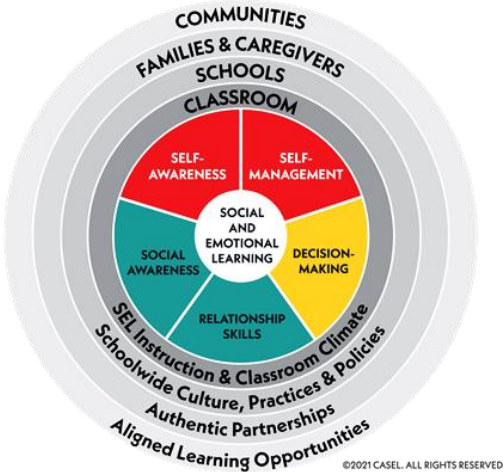 COMMUNITIES
FAMILIES & CAREGIVERS
SCHOOLS
CLASSROOM
SELF-
AWARENESS
SELF-
MANAGEMENT
SOCIAL
AND
EMOTIONAL
LEARNING
SOCIAL
AWARENESS
DECISION-
MAKING
RELATIONSHIP
SKILLS
SEL Instruction & Classroom Climate
Schoolwide Culture, Practices & Policies
Authentic Partnerships
Aligned Learning Opportunities
©2021 CASEL. ALL RIGHTS RESERVED